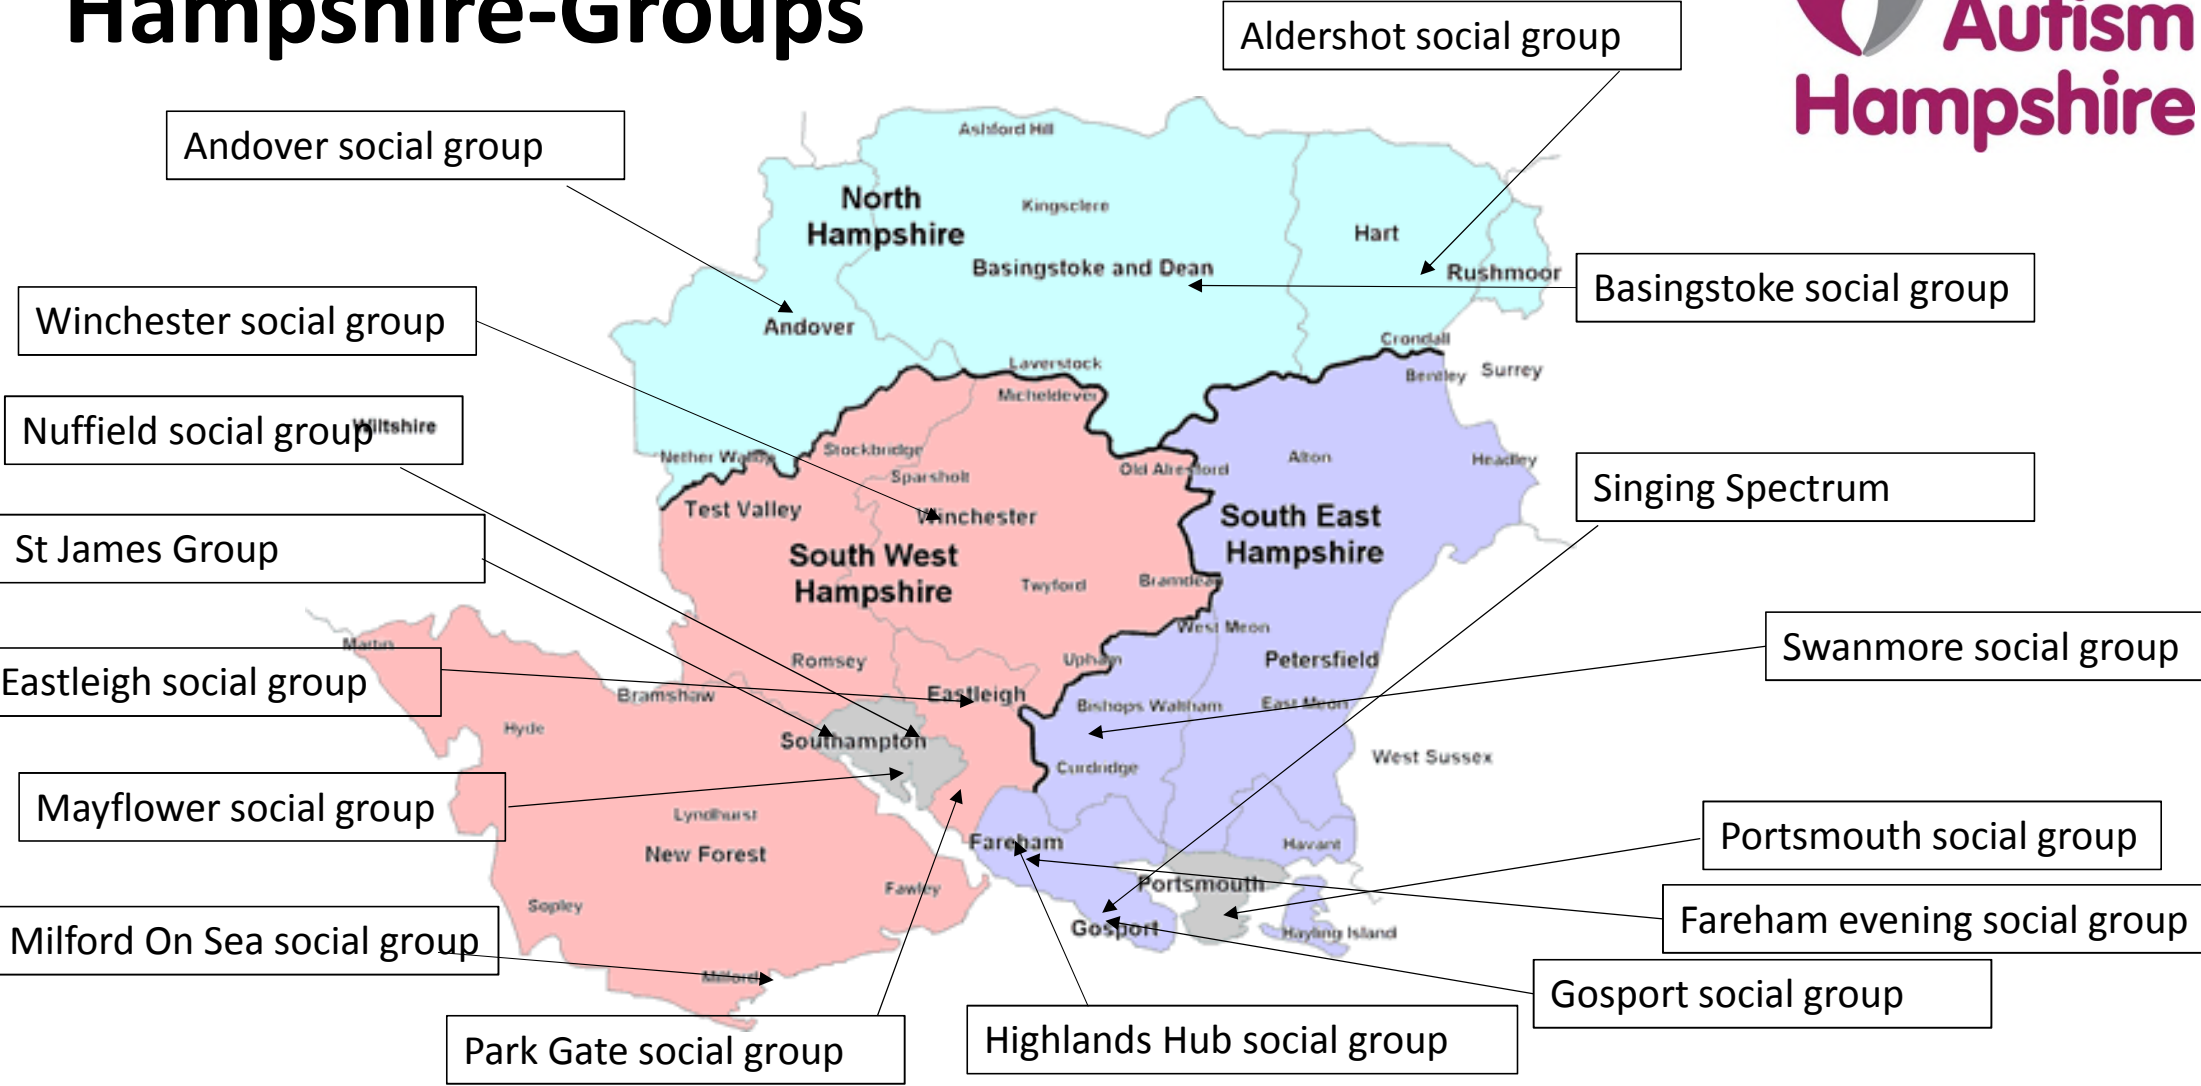 Hampshire-Groups
Autism
Hampshire
Aldershot social group
Andover social group
Ashford Hill
North
Hampshire
Kingsclere
Hart
Basingstoke and Dean
Rushmoor
Basingstoke social group
Winchester social group
Andover
Crondall
Laverstock
Surrey
Bentley
Micheldever
Nuffield social group
Wiltshire
Stockbridge
Nether Wallop
Sparsholt
Old Alresford
Alton
Headley
Singing Spectrum
Test Valley
Winchester
South East
Hampshire
St James Group
South West
Hampshire
Twyford
Bramdean
Martin
West Meon
Swanmore social group
Romsey
Upham
Petersfield
Eastleigh social group
Bramshaw
Eastleigh
Bishops Waltham
East Meon
Hyde
Southampton
West Sussex
Curdridge
Mayflower social group
Lyndhurst
Portsmouth social group
New Forest
Fareham
Havant
Fawley
Portsmouth
Sopley
Fareham evening social group
Gosport
Hayling Island
Milford On Sea social group
Milford
Gosport social group
Park Gate social group
Highlands Hub social group